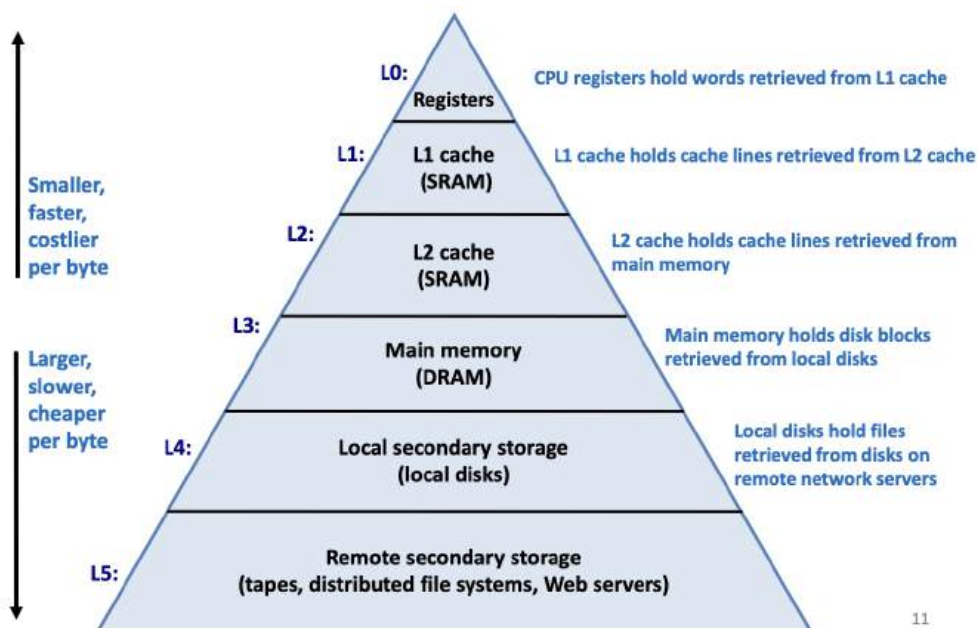 L0:
Registers
CPU registers hold words retrieved from L1 cache
L1:
L1 cache
(SRAM)
L1 cache holds cache lines retrieved from L2 cache
Smaller,
faster,
costlier
per byte
L2:
L2 cache
(SRAM)
L2 cache holds cache lines retrieved from
main memory
L3:
Main memory
(DRAM)
Main memory holds disk blocks
retrieved from local disks
Larger,
slower,
cheaper
per byte
L4:
Local secondary storage
(local disks)
Local disks hold files
retrieved from disks on
remote network servers
L5:
Remote secondary storage
(tapes, distributed file systems, Web servers)
11